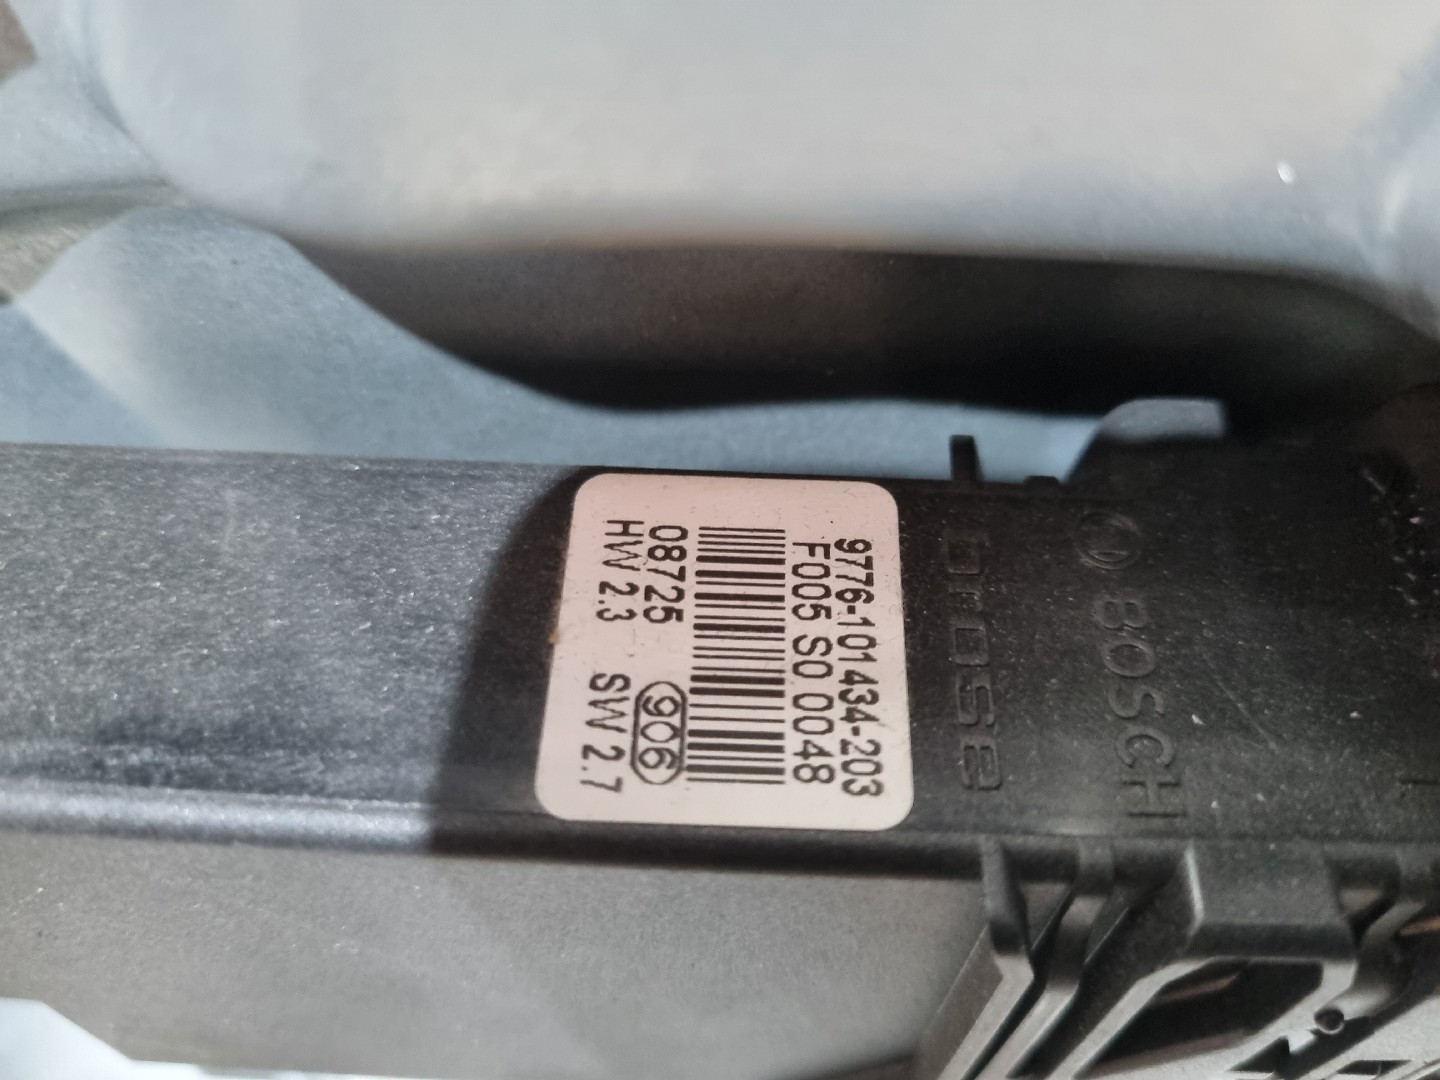 BOSCH
brose
9776-101434-203
F005 S0 0048
08725 906
HW 2.3 SW 2.7